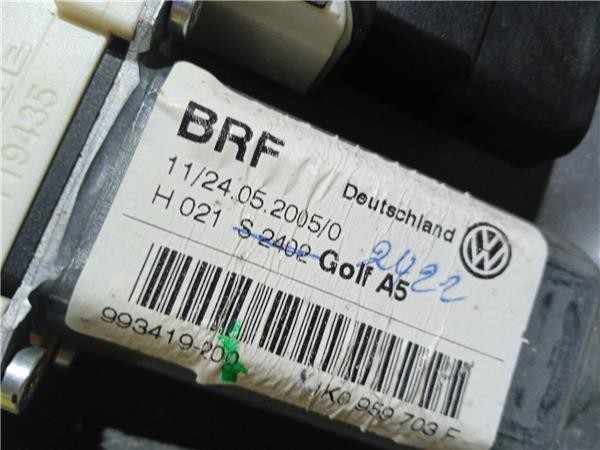 BRF
Deutschland
11/24.05.2005/0
H 021 S 2402 Golf A5
2422
993419-200
1K0 959 703 F
119435